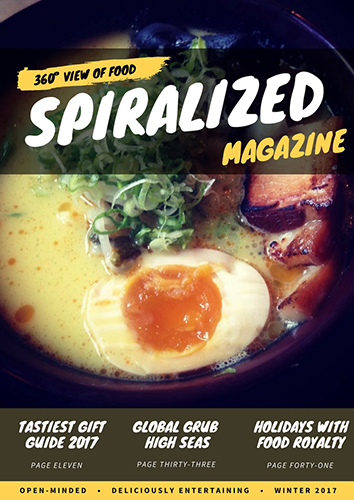 360° VIEW OF FOOD
SPIRALIZED
MAGAZINE
TASTIEST GIFT
GUIDE 2017
PAGE ELEVEN
GLOBAL GRUB
HIGH SEAS
PAGE THIRTY-THREE
HOLIDAYS WITH
FOOD ROYALTY
PAGE FORTY-ONE
OPEN-MINDED • DELICIOUSLY ENTERTAINING • WINTER 2017